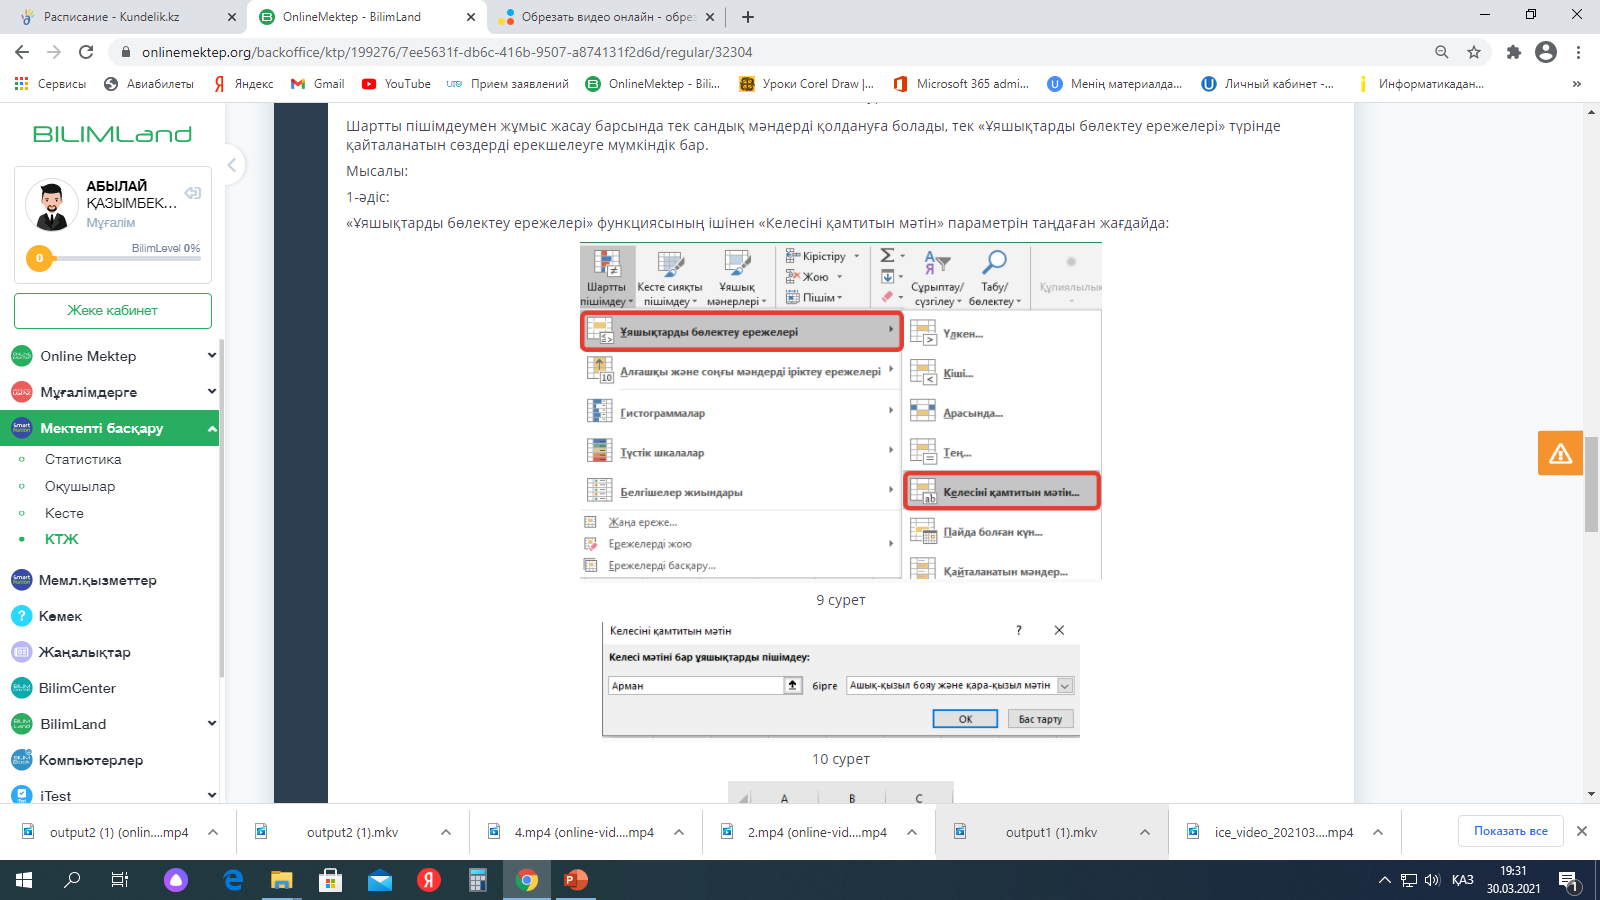 Расписание - Kundelik.kz
OnlineMektep - BilimLand
Обрезать видео онлайн - обрез
onlinemektep.org/backoffice/ktp/199276/7ee5631f-db6c-416b-9507-a874131f2d6d/regular/32304
Сервисы
Авиабилеты
Яндекс
Gmail
YouTube
Прием заявлений
OnlineMektep - Bili...
Уроки Corel Draw |...
Microsoft 365 admi...
Менің материалда...
Личный кабинет -...
Информатикадан...
BILIMLand
АБЫЛАЙ
ҚАЗЫМБЕК...
Мұғалім
BilimLevel 0%
0
Жеке кабинет
Online Mektep
Мұғалімдерге
Мектепті басқару
Статистика
Оқушылар
Кесте
КТЖ
Мемл.қызметтер
Көмек
Жаңалықтар
BilimCenter
BilimLand
Компьютерлер
iTest
Шартты пішімдеумен жұмыс жасау барсында тек сандық мәндерді қолдануға болады, тек «Ұяшықтарды бөлектеу ережелері» түрінде
қайталанатын сөздерді ерекшелеуге мүмкіндік бар.
Мысалы:
1-әдіс:
«Ұяшықтарды бөлектеу ережелері» функциясының ішінен «Келесіні қамтитын мәтін» параметрін таңдаған жағдайда:
Шартты пішімдеу
Кесте сияқты пішімдеу
Ұяшық мәнерлері
Кірістіру
Жою
Пішім
Сұрыптау/ сүзгілеу
Табу/ бөлектеу
Құпиялылық
Ұяшықтарды бөлектеу ережелері
Алғашқы және соңғы мәндерді іріктеу ережелері
Гистограммалар
Түстік шкалалар
Белгішелер жиындары
Жаңа ереже...
Ережелерді жою
Ережелерді басқару...
Үлкен...
Кіші...
Арасында...
Тең...
Келесіні қамтитын мәтін...
Пайда болған күн...
Қайталанатын мәндер...
9 сурет
Келесіні қамтитын мәтін
?
Келесі мәтіні бар ұяшықтарды пішімдеу:
Арман
бірге
Ашық-қызыл бояу және қара-қызыл мәтін
OK
Бас тарту
10 сурет
A B C
output2 (1) (onlin....mp4
output2 (1).mkv
4.mp4 (online-vid....mp4
2.mp4 (online-vid....mp4
output1 (1).mkv
ice_video_202103....mp4
Показать все
ҚАЗ
19:31
30.03.2021
1